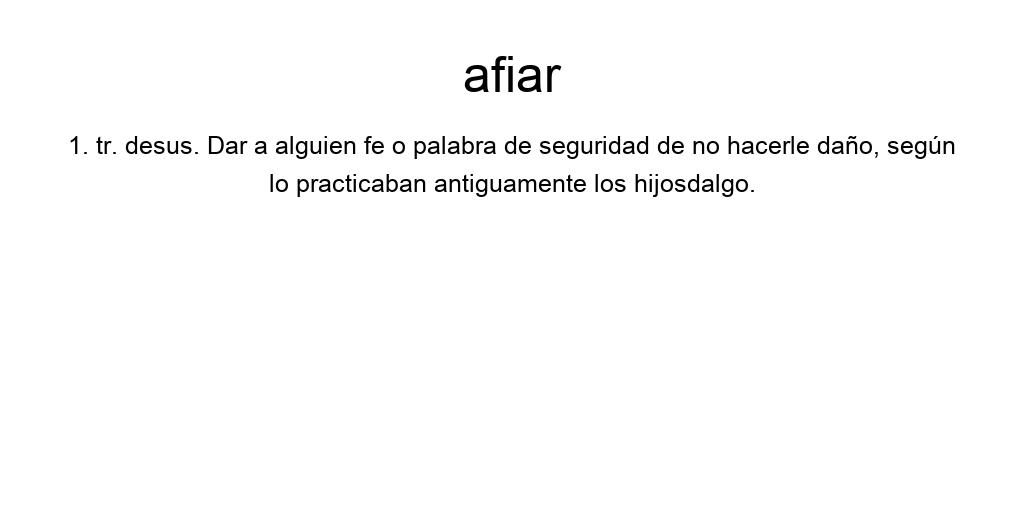 afiar
1. tr. desus. Dar a alguien fe o palabra de seguridad de no hacerle daño, según
lo practicaban antiguamente los hijosdalgo.